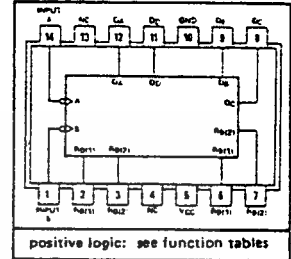 INPUT A NC QA QD GND QB QC
14 13 12 11 10 9 8
QA QD QB
A
QC
B
R0(1) R0(2) R9(1) R9(2)
1 2 3 4 5 6 7
INPUT B R0(1) R0(2) NC VCC R9(1) R9(2)
positive logic: see function tables